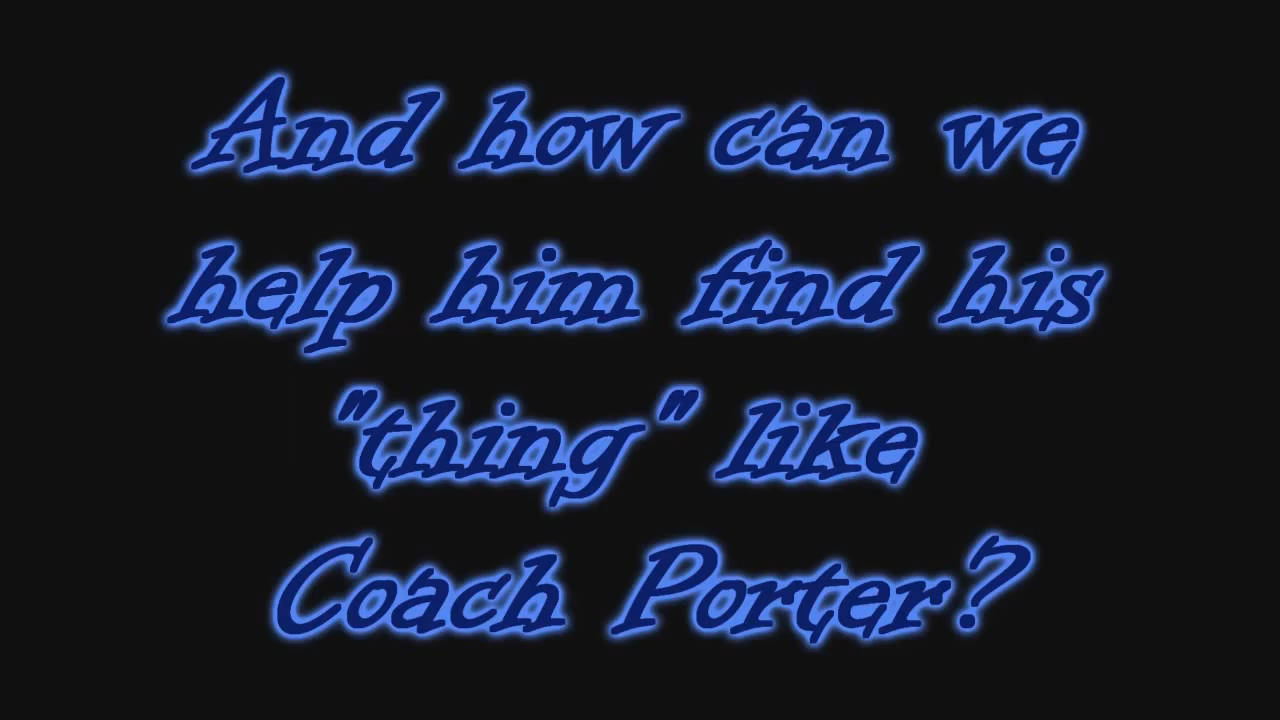 And how can we
help him find his
"thing" like
Coach Porter?